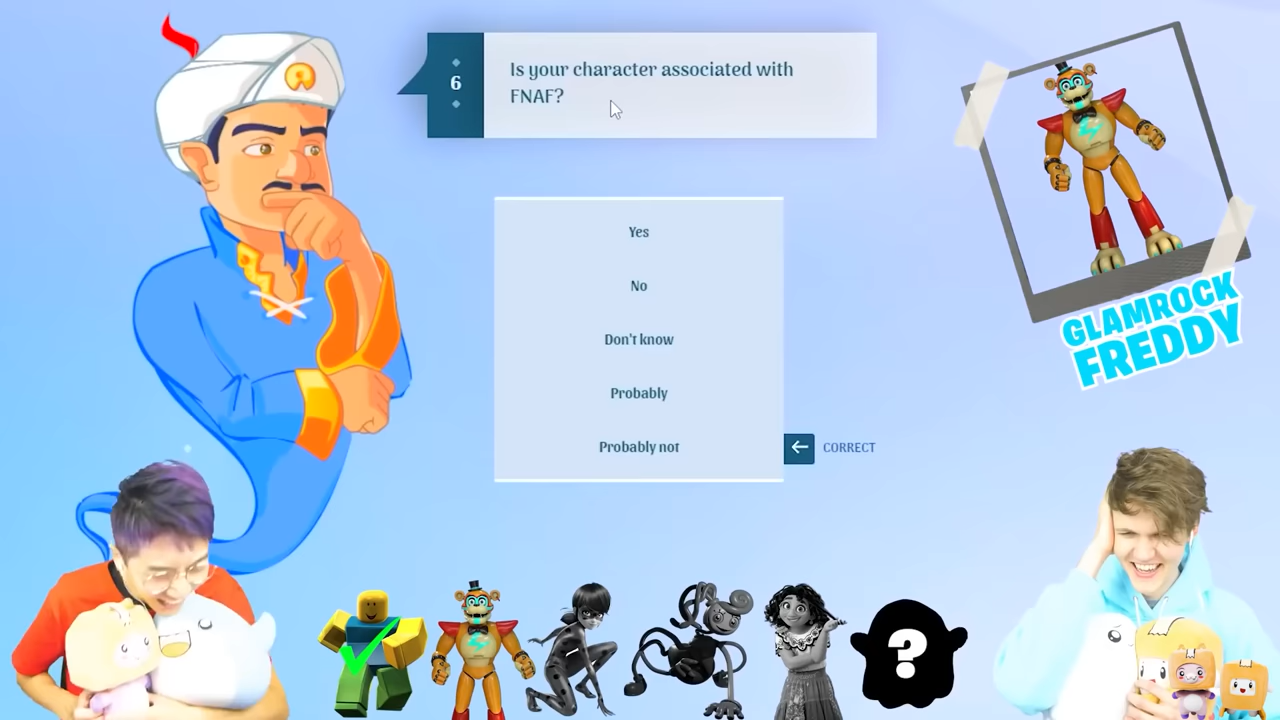 6
Is your character associated with
FNAF?
Yes
No
Don't know
Probably
Probably not
CORRECT
GLAMROCK
FREDDY
?